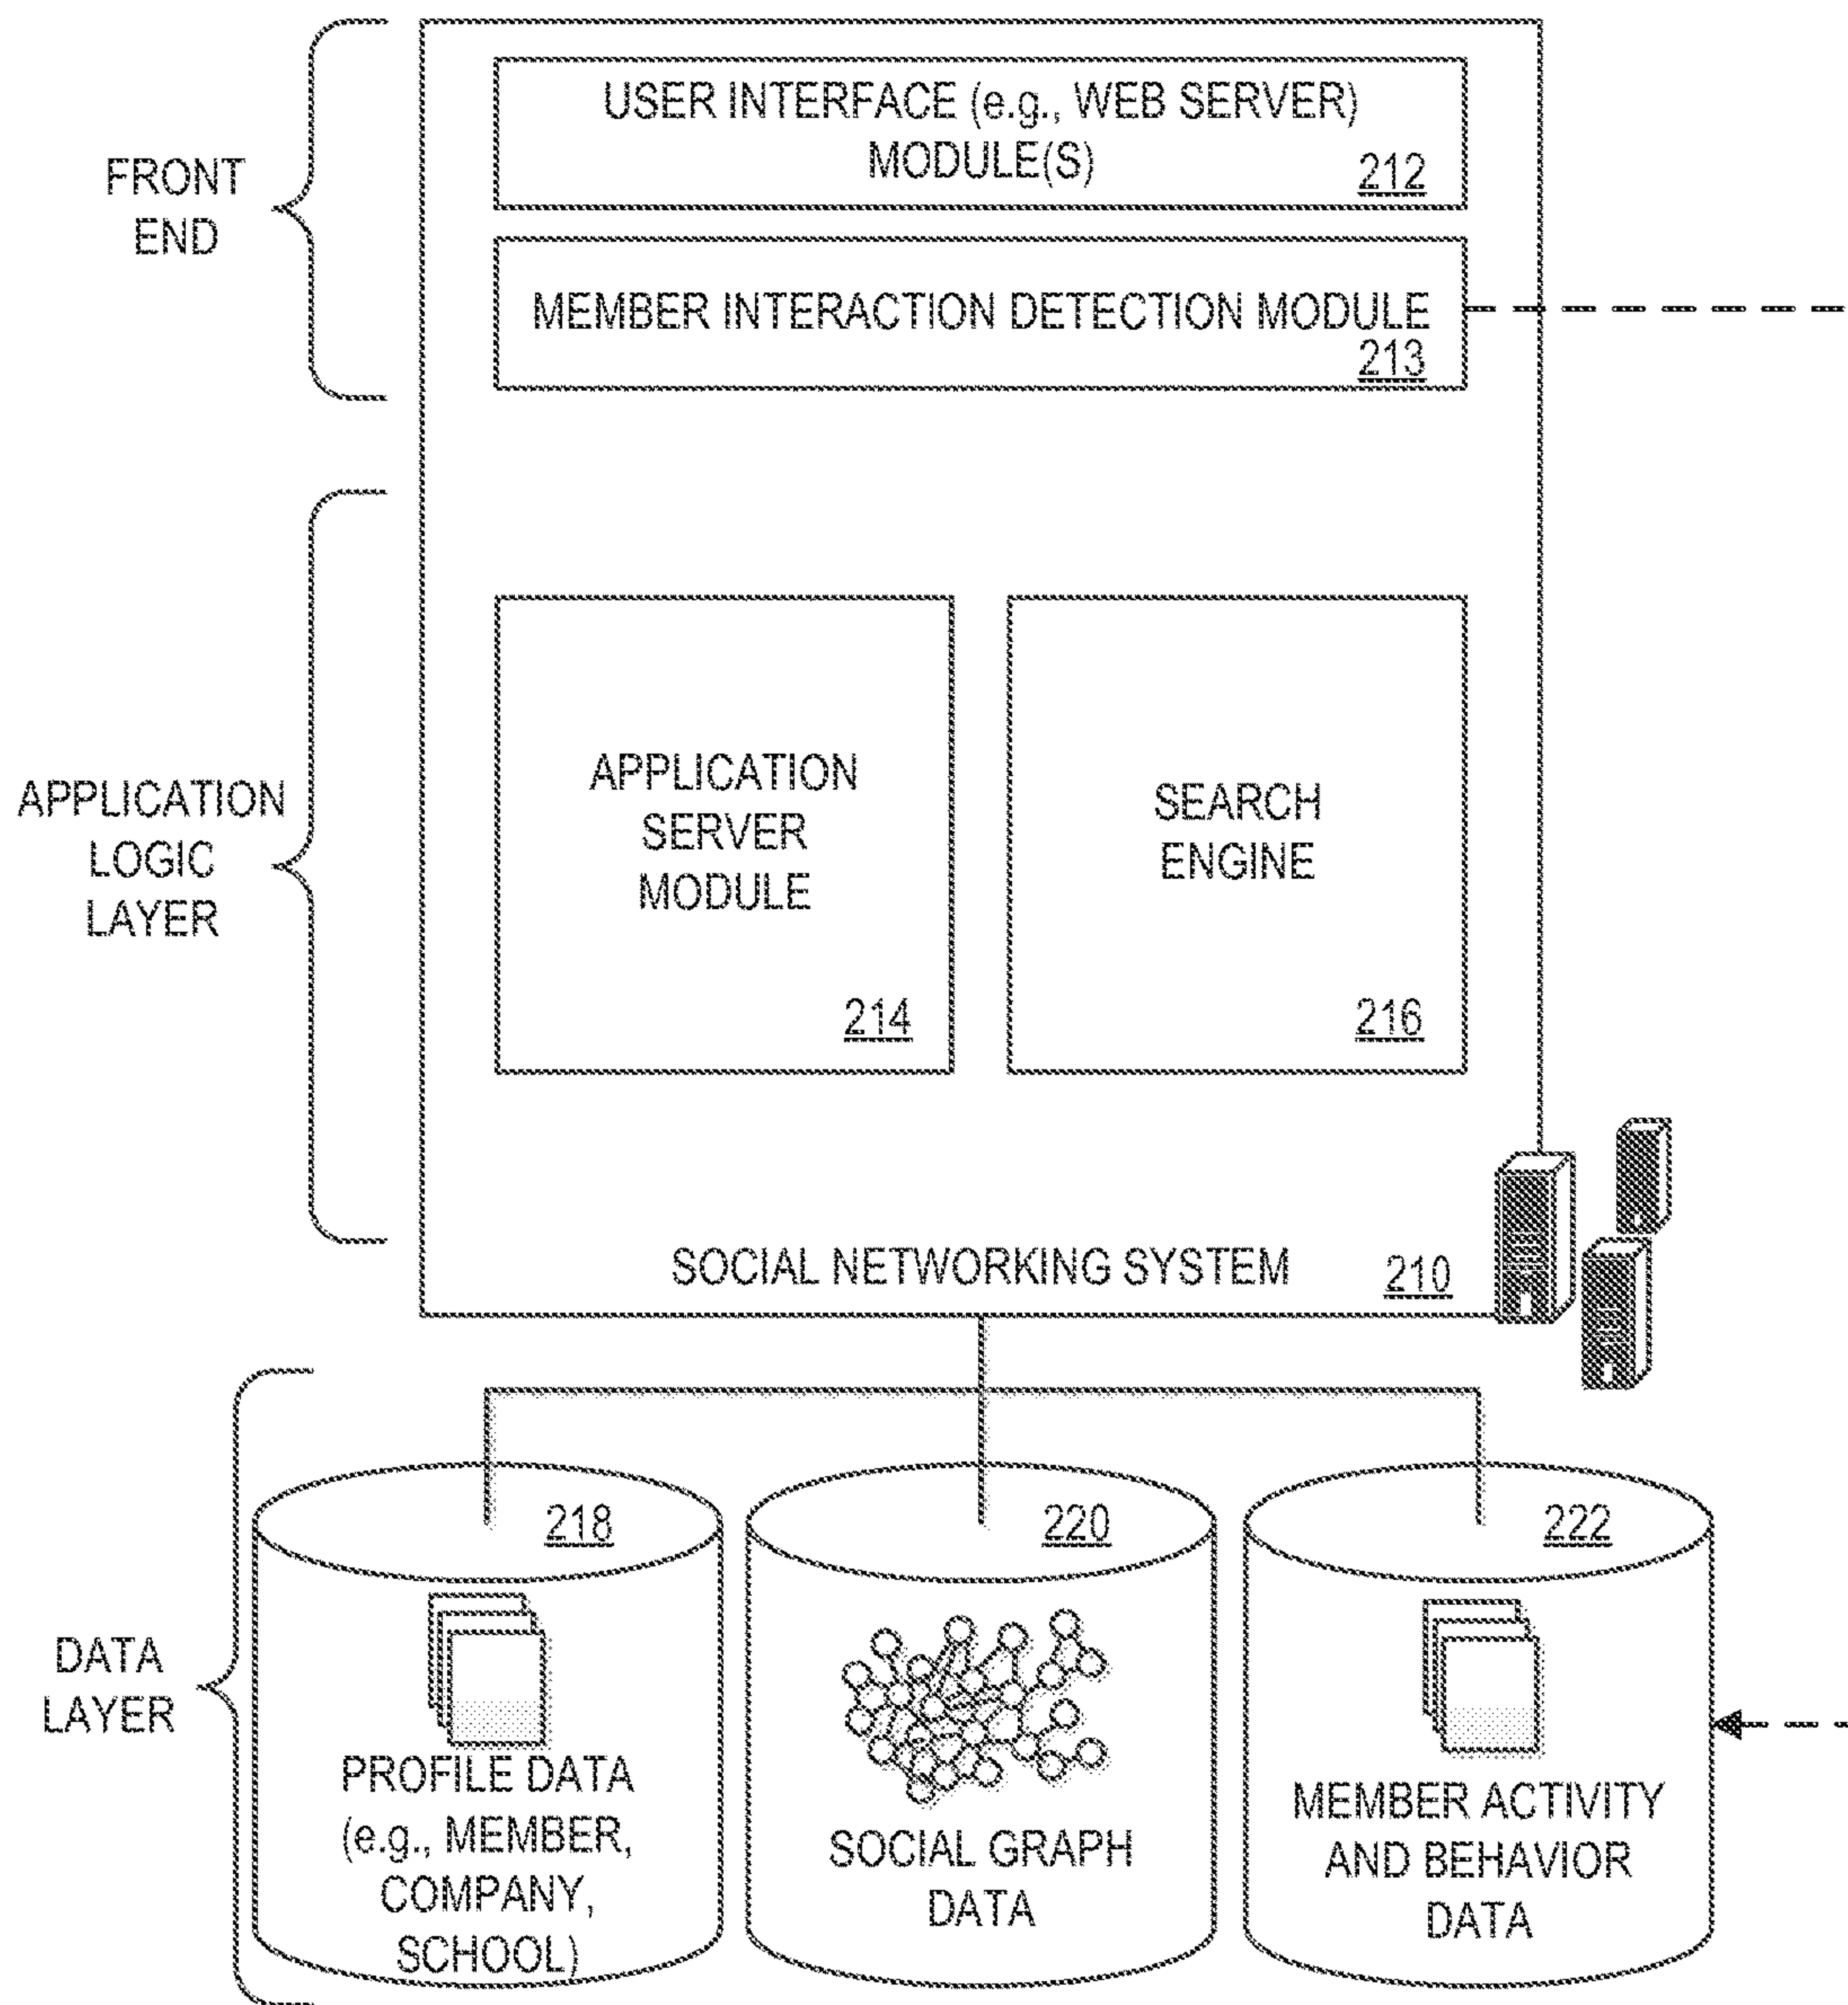 FRONT
END
USER INTERFACE (e.g., WEB SERVER)
MODULE(S)
212
MEMBER INTERACTION DETECTION MODULE
213
APPLICATION
LOGIC
LAYER
APPLICATION
SERVER
MODULE
214
SEARCH
ENGINE
216
SOCIAL NETWORKING SYSTEM
210
DATA
LAYER
218
PROFILE DATA
(e.g., MEMBER,
COMPANY,
SCHOOL)
220
SOCIAL GRAPH
DATA
222
MEMBER ACTIVITY
AND BEHAVIOR
DATA